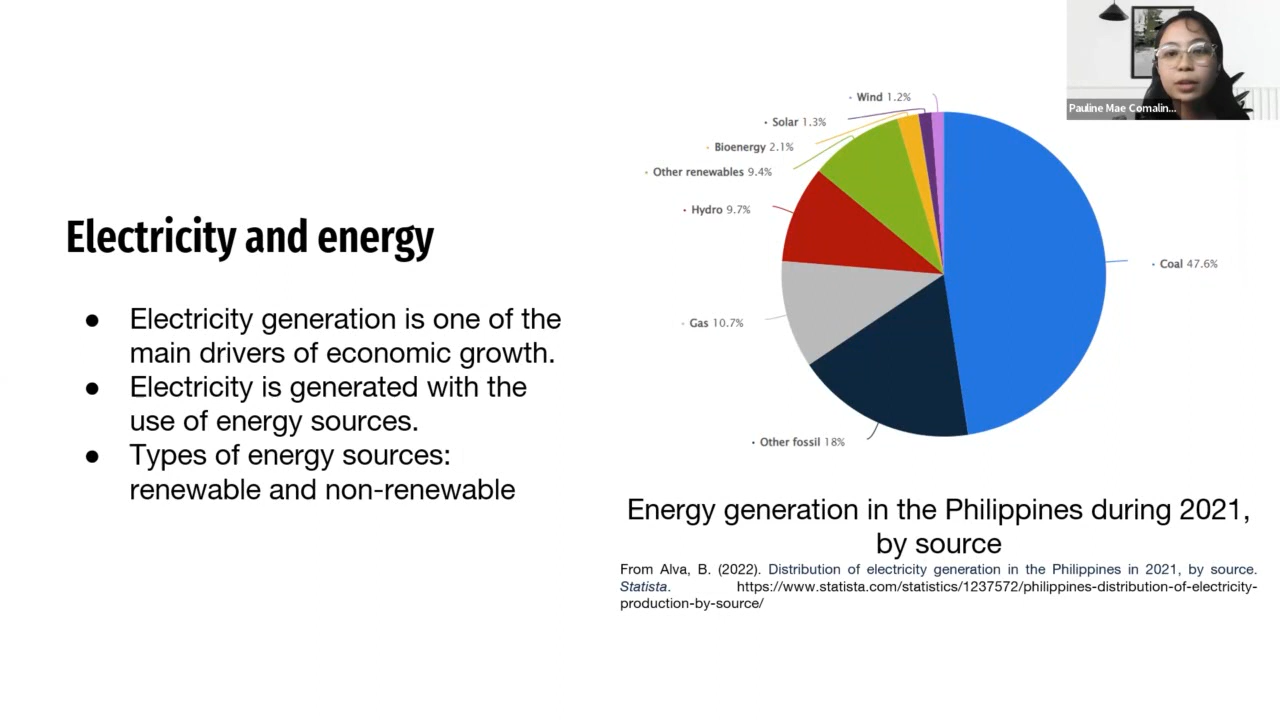 Electricity and energy
● Electricity generation is one of the
main drivers of economic growth.
● Electricity is generated with the
use of energy sources.
● Types of energy sources:
renewable and non-renewable
Wind 1.2%
Solar 1.3%
Bioenergy 2.1%
Other renewables 9.4%
Hydro 9.7%
Gas 10.7%
Other fossil 18%
Coal 47.6%
Energy generation in the Philippines during 2021,
by source
From Alva, B. (2022). Distribution of electricity generation in the Philippines in 2021, by source.
Statista. https://www.statista.com/statistics/1237572/philippines-distribution-of-electricity-
production-by-source/
Pauline Mae Comalin...